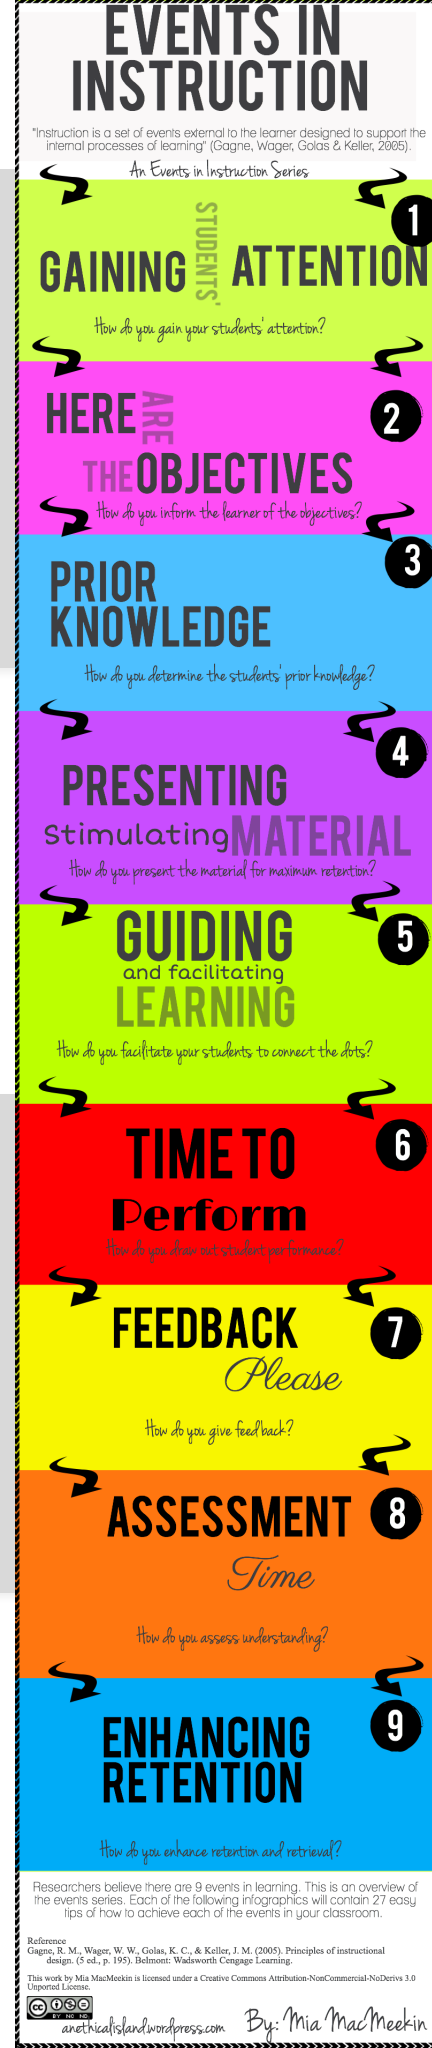 EVENTS IN
INSTRUCTION
"Instruction is a set of events external to the learner designed to support the
internal processes of learning" (Gagne, Wager, Golas & Keller, 2005).
An Events in Instruction Series
1
GAINING STUDENTS' ATTENTION
How do you gain your students' attention?
2
HERE ARE
THE OBJECTIVES
How do you inform the learner of the objectives?
3
PRIOR
KNOWLEDGE
How do you determine the students' prior knowledge?
4
PRESENTING
Stimulating MATERIAL
How do you present the material for maximum retention?
5
GUIDING
and facilitating
LEARNING
How do you facilitate your students to connect the dots?
6
TIME TO
Perform
How do you draw out student performance?
7
FEEDBACK
Please
How do you give feedback?
8
ASSESSMENT
Time
How do you assess understanding?
9
ENHANCING
RETENTION
How do you enhance retention and retrieval?
Researchers believe there are 9 events in learning. This is an overview of
the events series. Each of the following infographics will contain 27 easy
tips of how to achieve each of the events in your classroom.
Reference
Gagne, R. M., Wager, W. W., Golas, K. C., & Keller, J. M. (2005). Principles of instructional
design. (5 ed., p. 195). Belmont: Wadsworth Cengage Learning.
This work by Mia MacMeekin is licensed under a Creative Commons Attribution-NonCommercial-NoDerivs 3.0
Unported License.
cc
BY NC ND
anethicalisland.wordpress.com
By: Mia MacMeekin